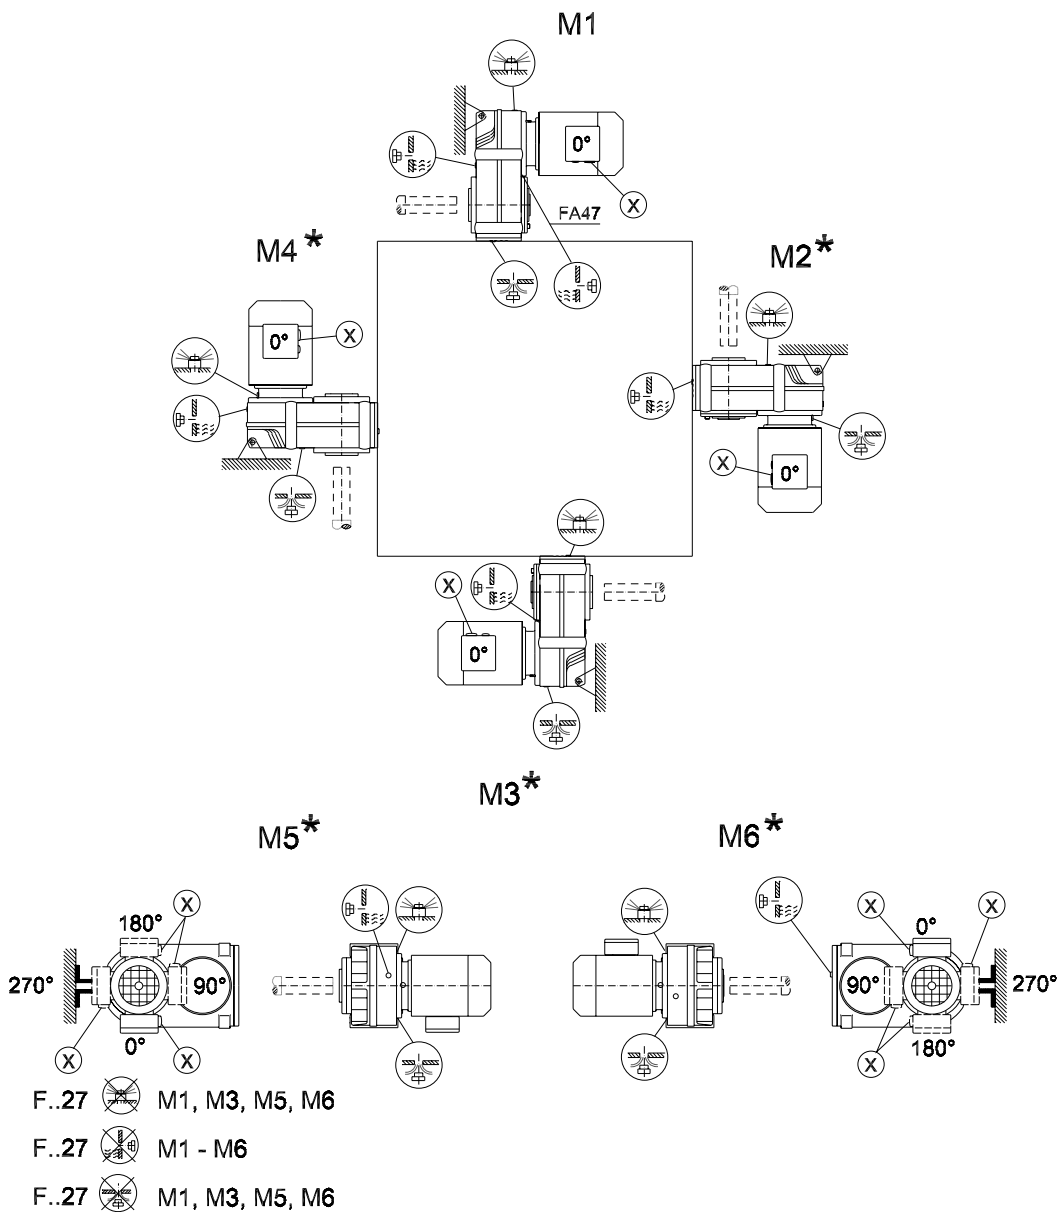 M1
0°
X
FA47
M4*
M2*
0°
X
X
0°
X
0°
M3*
M5*
M6*
X
180°
270°
90°
0°
X
X
X
X
0°
90°
270°
180°
X
F..27 M1, M3, M5, M6
F..27 M1 - M6
F..27 M1, M3, M5, M6